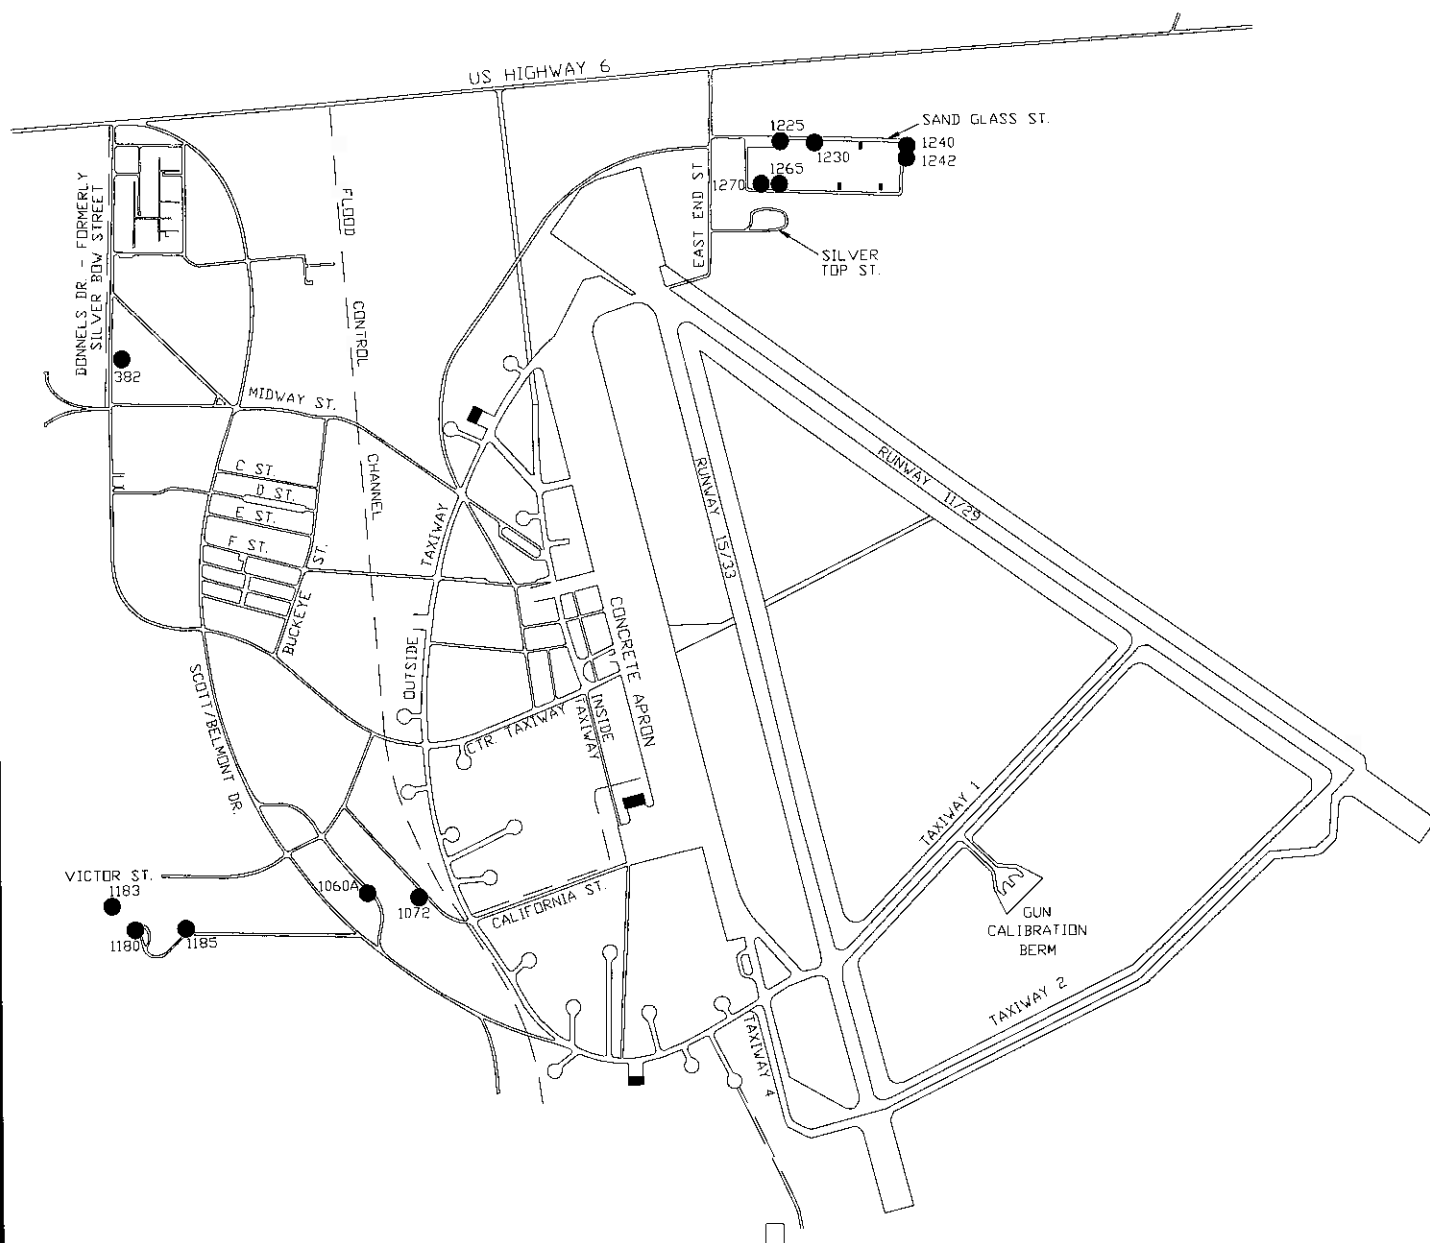 US HIGHWAY 6
SAND GLASS ST.
1225
1230
1240
1242
1265
1270
EAST END ST
SILVER
TOP ST.
DONNELS DR. - FORMERLY
SILVER BOW STREET
FLOOD
CONTROL
CHANNEL
382
MIDWAY ST.
C ST.
D ST.
E ST.
F ST.
BUCKEYE ST.
OUTSIDE TAXIWAY
RUNWAY 15/33
RUNWAY 11/29
CONCRETE APRON
INSIDE
TAXIWAY
CTR. TAXIWAY
SCOTT/BELMONT DR.
TAXIWAY 1
VICTOR ST.
1183
1180
1185
1060A
1072
CALIFORNIA ST.
GUN
CALIBRATION
BERM
TAXIWAY 2
TAXIWAY 4